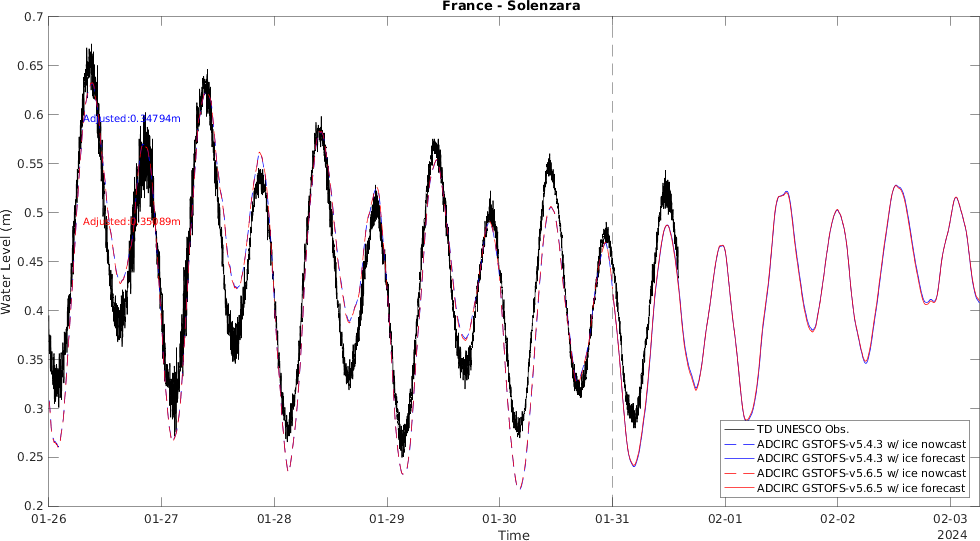 France - Solenzara
0.7
0.65
0.6
0.55
0.5
0.45
0.4
0.35
0.3
0.25
0.2
Water Level (m)
Adjusted:0.34794m
Adjusted:0.35089m
TD UNESCO Obs.
ADCIRC GSTOFS-v5.4.3 w/ ice nowcast
ADCIRC GSTOFS-v5.4.3 w/ ice forecast
ADCIRC GSTOFS-v5.6.5 w/ ice nowcast
ADCIRC GSTOFS-v5.6.5 w/ ice forecast
01-26 01-27 01-28 01-29 01-30 01-31 02-01 02-02 02-03
Time 2024